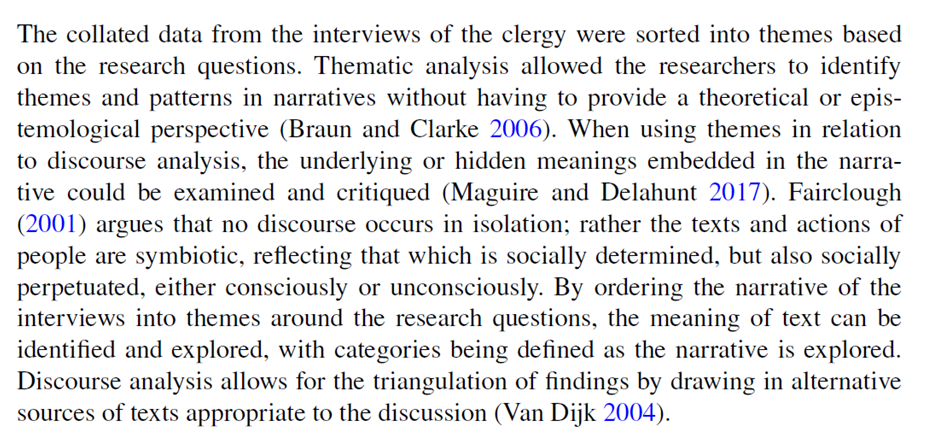 The collated data from the interviews of the clergy were sorted into themes based
on the research questions. Thematic analysis allowed the researchers to identify
themes and patterns in narratives without having to provide a theoretical or epis-
temological perspective (Braun and Clarke 2006). When using themes in relation
to discourse analysis, the underlying or hidden meanings embedded in the narra-
tive could be examined and critiqued (Maguire and Delahunt 2017). Fairclough
(2001) argues that no discourse occurs in isolation; rather the texts and actions of
people are symbiotic, reflecting that which is socially determined, but also socially
perpetuated, either consciously or unconsciously. By ordering the narrative of the
interviews into themes around the research questions, the meaning of text can be
identified and explored, with categories being defined as the narrative is explored.
Discourse analysis allows for the triangulation of findings by drawing in alternative
sources of texts appropriate to the discussion (Van Dijk 2004).